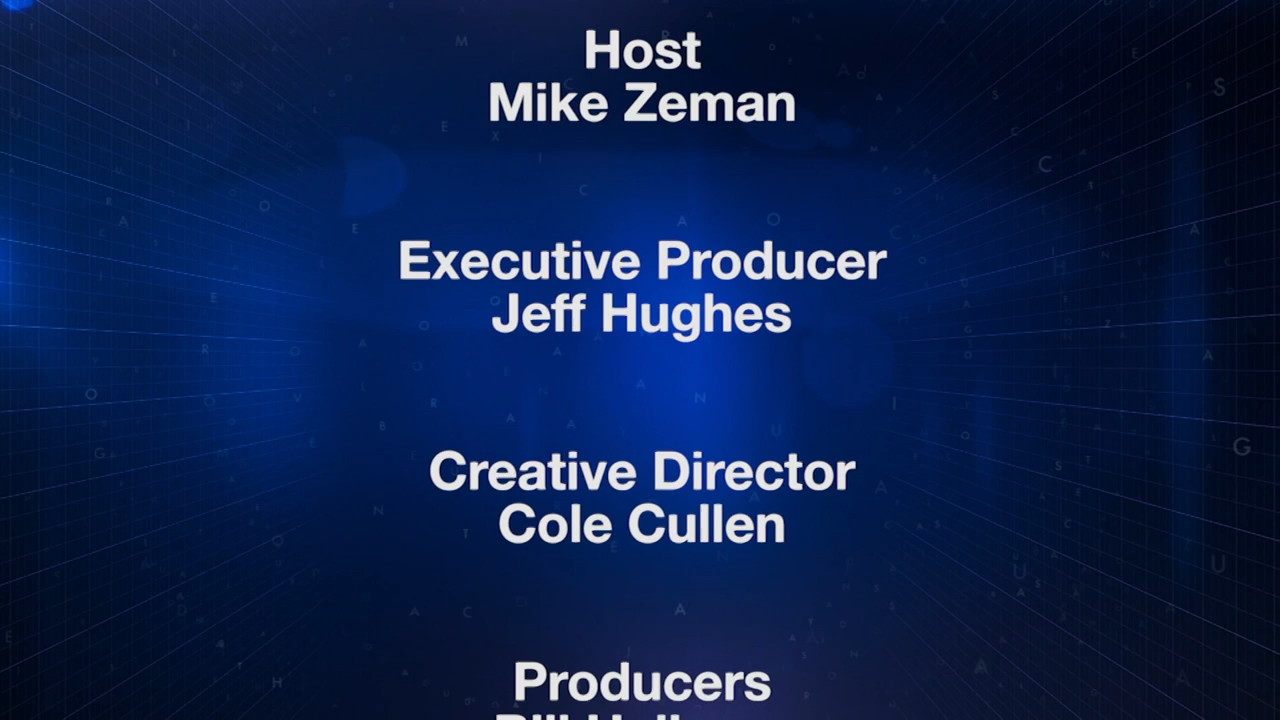 Host
Mike Zeman
Executive Producer
Jeff Hughes
Creative Director
Cole Cullen
Producers